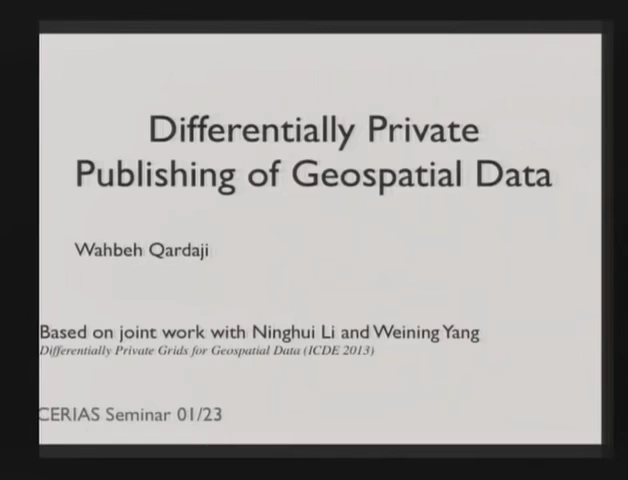 Differentially Private
Publishing of Geospatial Data
Wahbeh Qardaji
Based on joint work with Ninghui Li and Weining Yang
Differentially Private Grids for Geospatial Data (ICDE 2013)
CERIAS Seminar 01/23